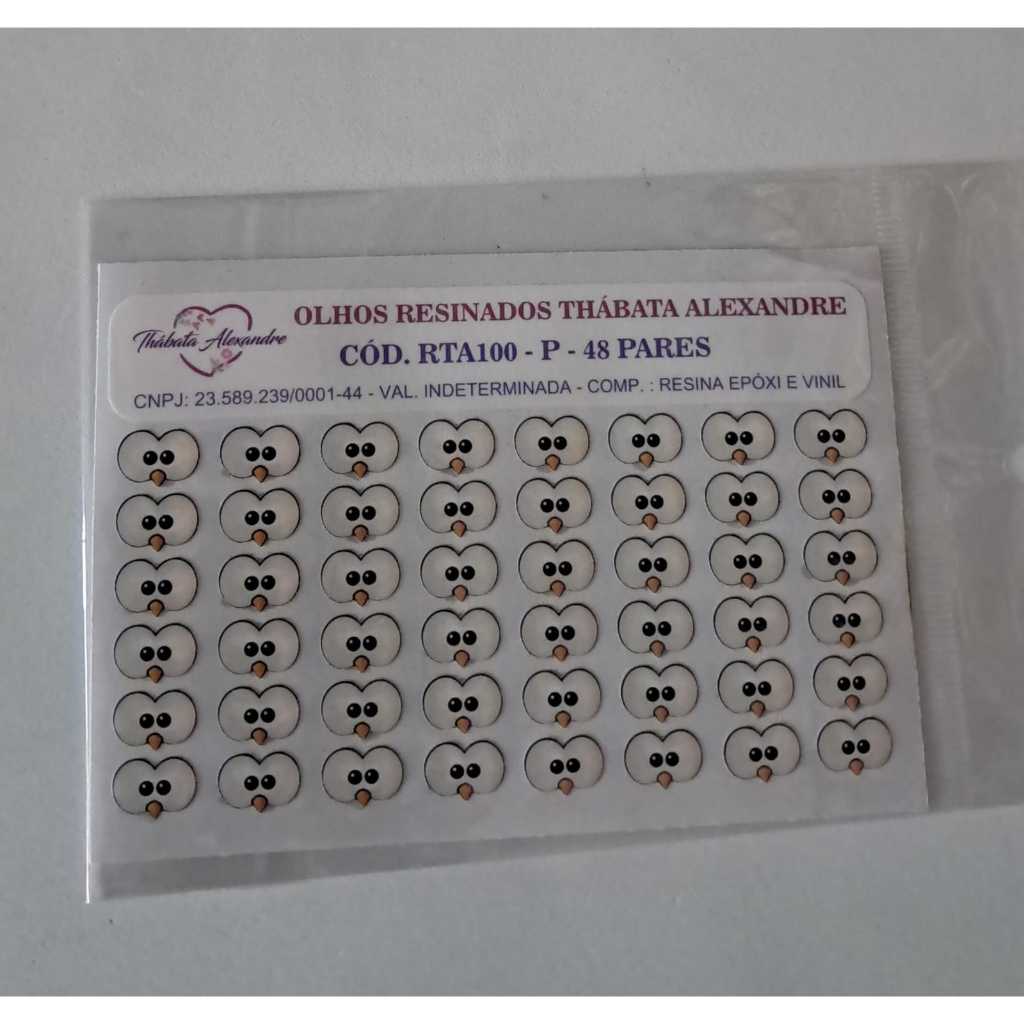 Thábata Alexandre
OLHOS RESINADOS THÁBATA ALEXANDRE
CÓD. RTA100 - P - 48 PARES
CNPJ: 23.589.239/0001-44 - VAL. INDETERMINADA - COMP. : RESINA EPÓXI E VINIL